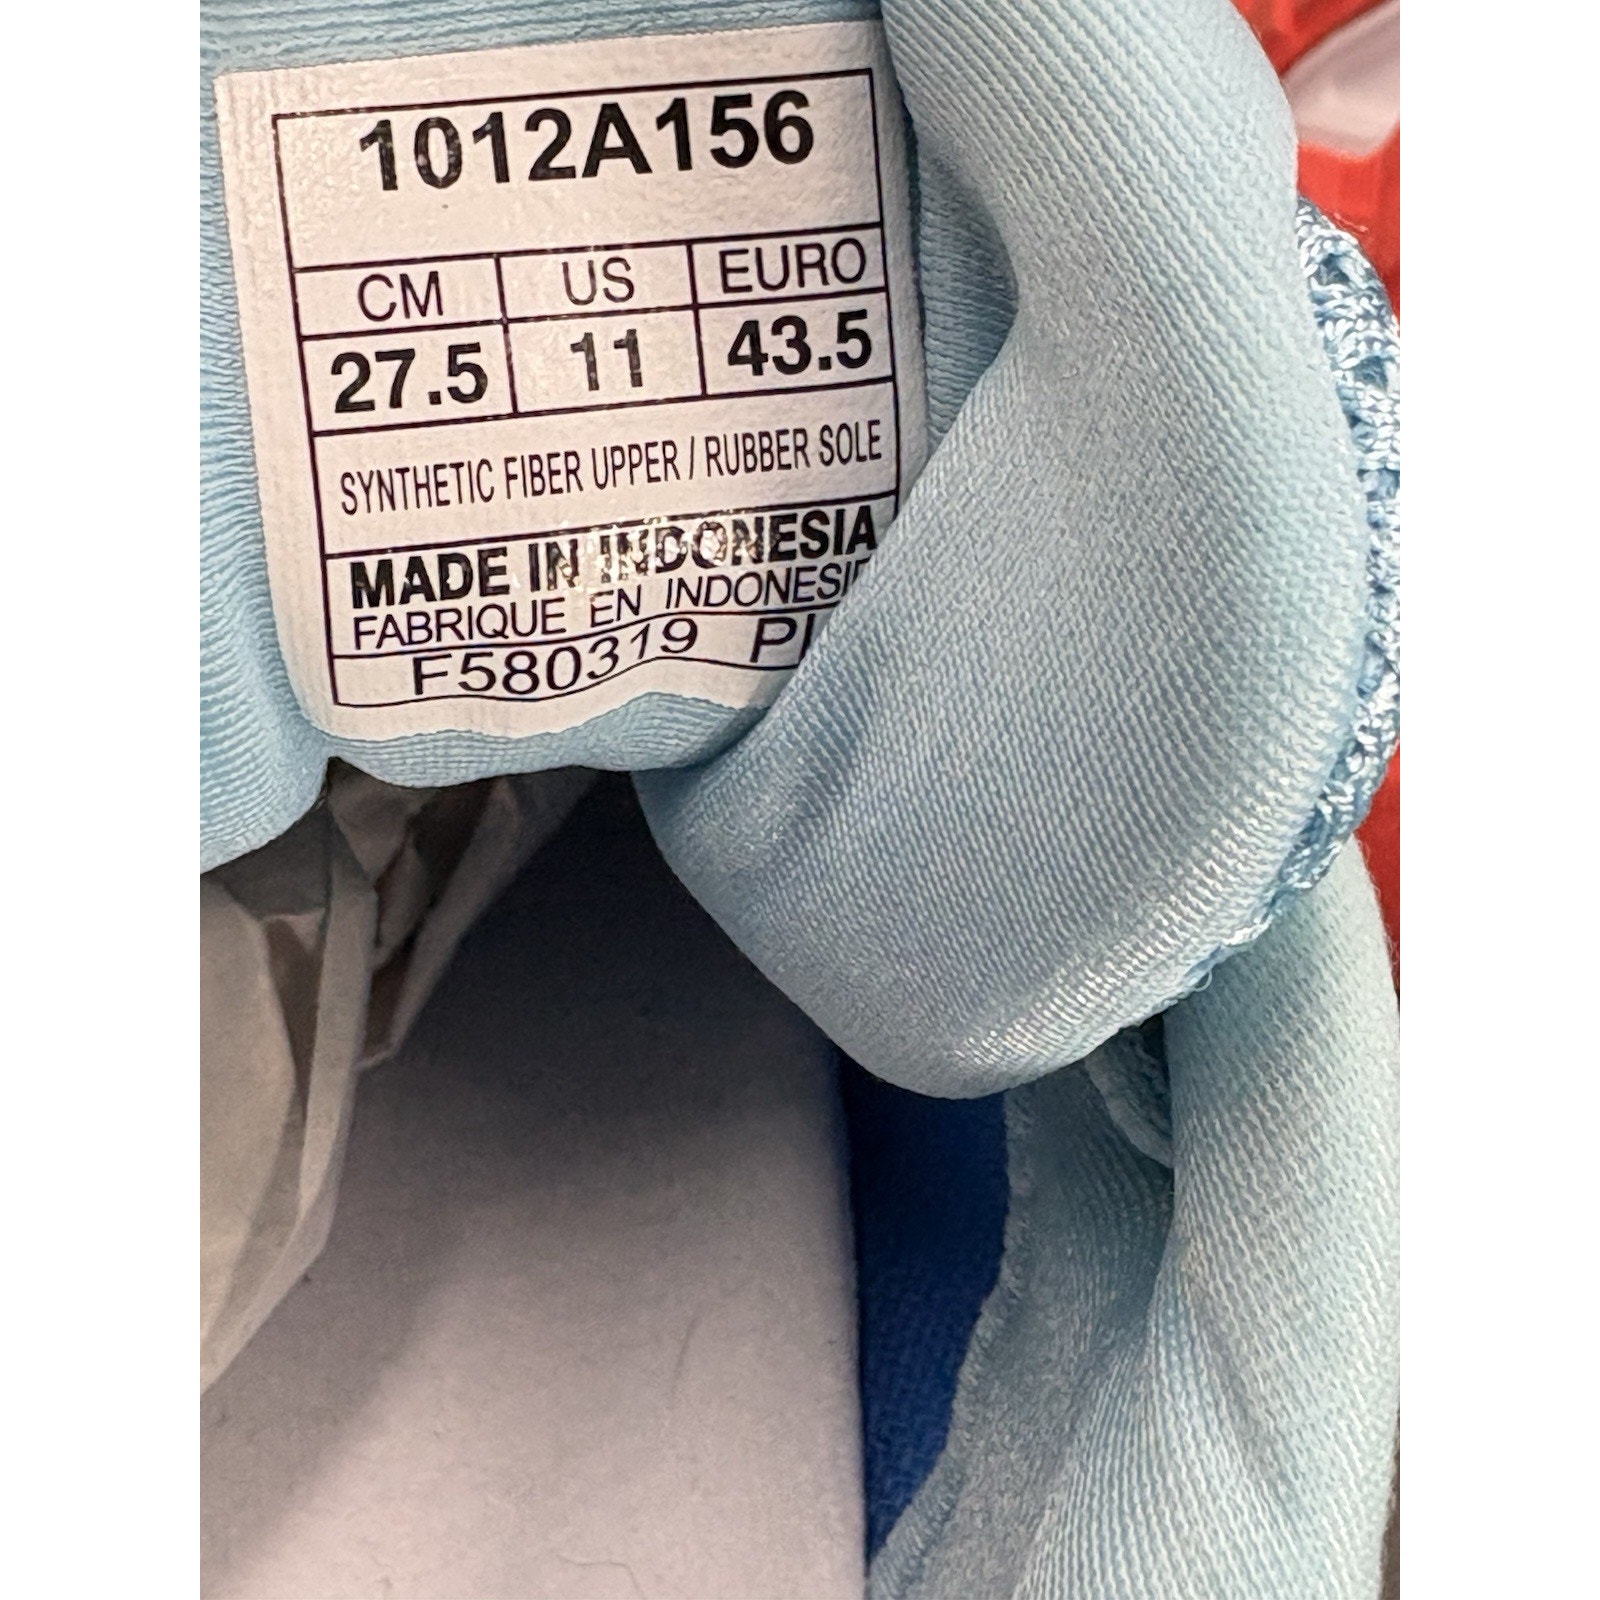 1012A156
CM US EURO
27.5 11 43.5
SYNTHETIC FIBER UPPER / RUBBER SOLE
MADE IN INDONESIA
FABRIQUE EN INDONESIE
F580319